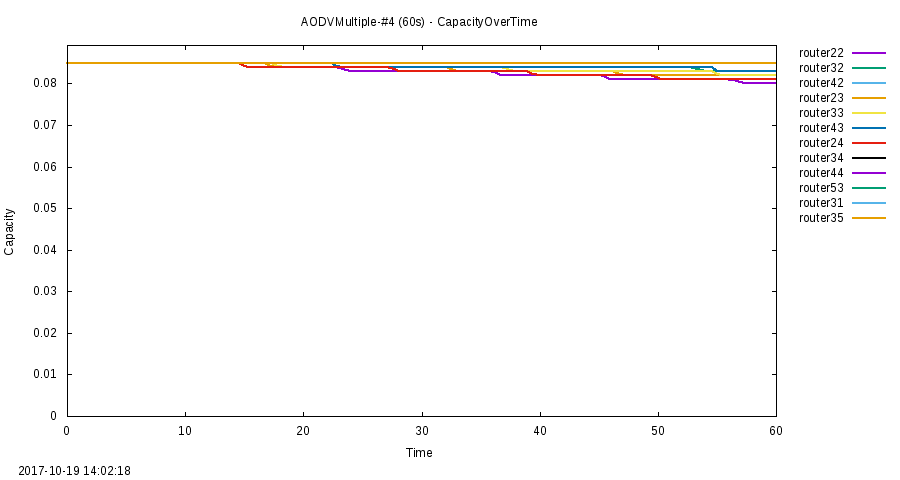 AODVMultiple-#4 (60s) - CapacityOverTime
router22
router32
router42
router23
router33
router43
router24
router34
router44
router53
router31
router35
0.08
0.07
0.06
0.05
0.04
0.03
0.02
0.01
0
Capacity
0 10 20 30 40 50 60
Time
2017-10-19 14:02:18